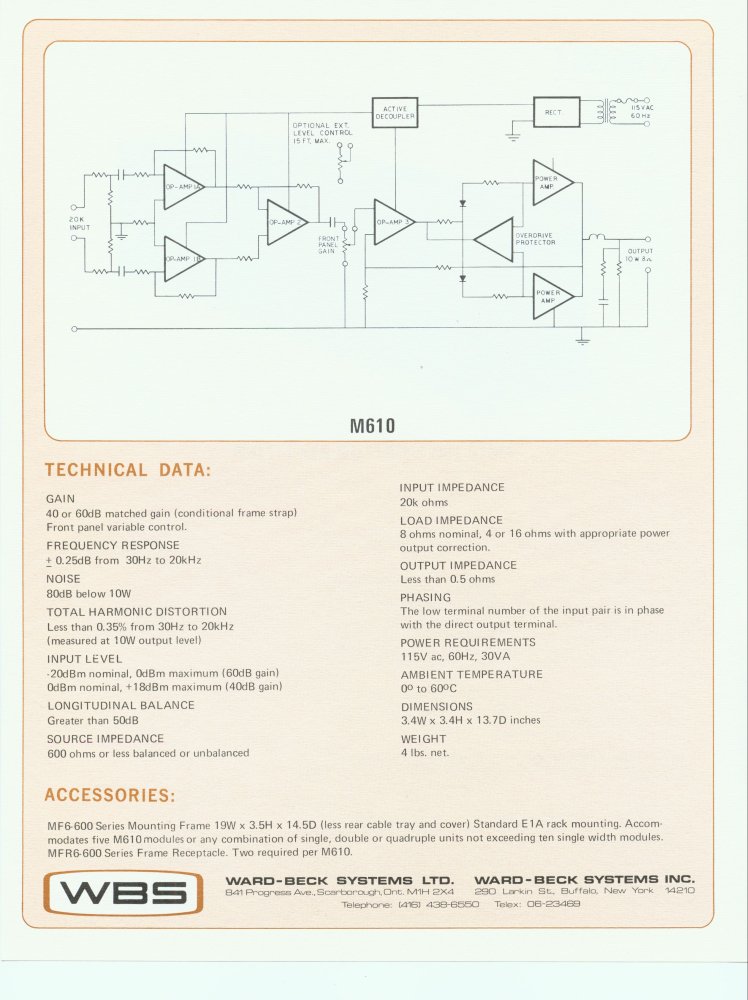 ACTIVE
DECOUPLER
RECT.
115VAC
60Hz
OPTIONAL EXT.
LEVEL CONTROL
15 FT, MAX.
OP-AMP 1A
POWER
AMP.
20K
INPUT
OP-AMP 2
OP-AMP 3
FRONT
PANEL
GAIN
OVERDRIVE
PROTECTOR
OUTPUT
10W 8Ω
OP-AMP 1B
POWER
AMP
M610
TECHNICAL DATA:
GAIN
40 or 60dB matched gain (conditional frame strap)
Front panel variable control.
FREQUENCY RESPONSE
± 0.25dB from 30Hz to 20kHz
NOISE
80dB below 10W
TOTAL HARMONIC DISTORTION
Less than 0.35% from 30Hz to 20kHz
(measured at 10W output level)
INPUT LEVEL
-20dBm nominal, 0dBm maximum (60dB gain)
0dBm nominal, +18dBm maximum (40dB gain)
LONGITUDINAL BALANCE
Greater than 50dB
SOURCE IMPEDANCE
600 ohms or less balanced or unbalanced
INPUT IMPEDANCE
20k ohms
LOAD IMPEDANCE
8 ohms nominal, 4 or 16 ohms with appropriate power
output correction.
OUTPUT IMPEDANCE
Less than 0.5 ohms
PHASING
The low terminal number of the input pair is in phase
with the direct output terminal.
POWER REQUIREMENTS
115V ac, 60Hz, 30VA
AMBIENT TEMPERATURE
0º to 60ºC
DIMENSIONS
3.4W x 3.4H x 13.7D inches
WEIGHT
4 lbs. net.
ACCESSORIES:
MF6-600 Series Mounting Frame 19W x 3.5H x 14.5D (less rear cable tray and cover) Standard E1A rack mounting. Accom-
modates five M610 modules or any combination of single, double or quadruple units not exceeding ten single width modules.
MFR6-600 Series Frame Receptacle. Two required per M610.
WBS
WARD-BECK SYSTEMS LTD.
841 Progress Ave., Scarborough, Ont. M1H 2X4
WARD-BECK SYSTEMS INC.
290 Larkin St., Buffalo, New York 14210
Telephone: (416) 438-6550 Telex: 06-23469